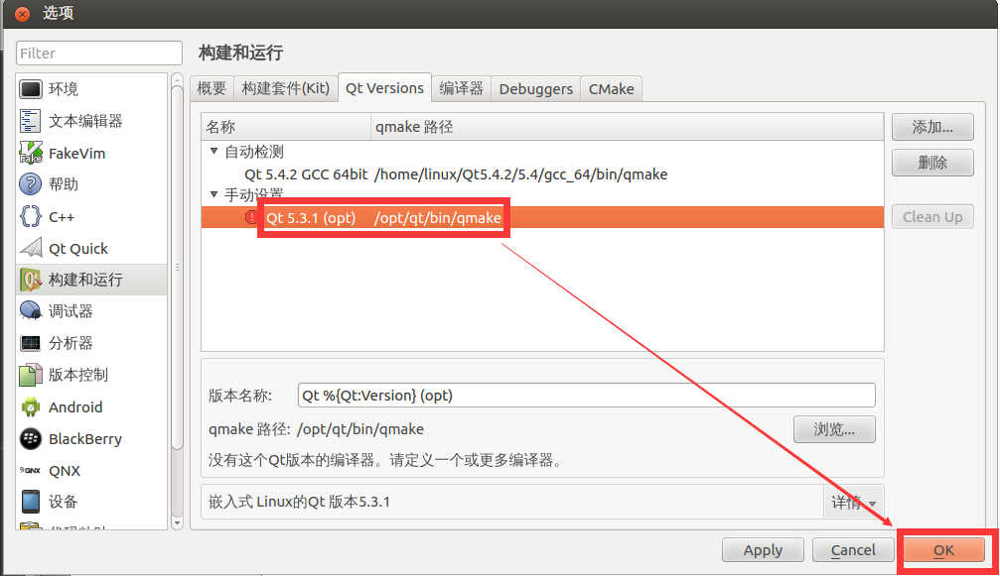 选项
Filter
构建和运行
环境
文本编辑器
FakeVim
帮助
C++
Qt Quick
构建和运行
调试器
分析器
版本控制
Android
BlackBerry
QNX
设备
概要 构建套件(Kit) Qt Versions 编译器 Debuggers CMake
名称 qmake 路径
自动检测
Qt 5.4.2 GCC 64bit /home/linux/Qt5.4.2/5.4/gcc_64/bin/qmake
手动设置
Qt 5.3.1 (opt) /opt/qt/bin/qmake
添加...
删除
Clean Up
版本名称: Qt %{Qt:Version} (opt)
qmake 路径: /opt/qt/bin/qmake 浏览...
没有这个Qt版本的编译器。请定义一个或更多编译器。
嵌入式 Linux的Qt 版本5.3.1 详情
Apply Cancel OK